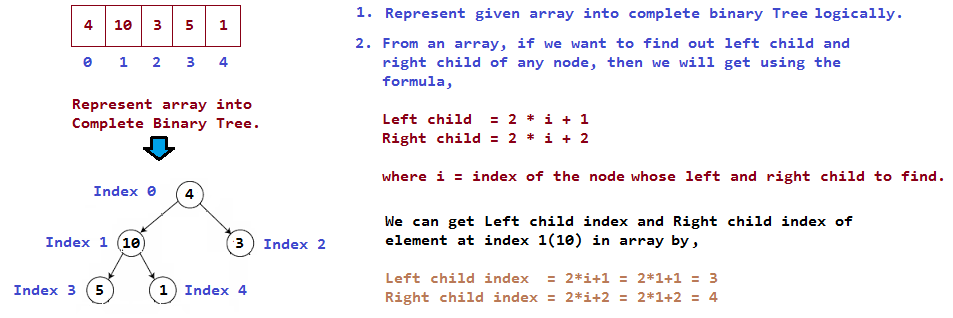 4 10 3 5 1
0 1 2 3 4
Represent array into
Complete Binary Tree.
Index 0 4
Index 1 10 3 Index 2
Index 3 5 1 Index 4
1. Represent given array into complete binary Tree logically.
2. From an array, if we want to find out left child and
right child of any node, then we will get using the
formula,
Left child = 2 * i + 1
Right child = 2 * i + 2
where i = index of the node whose left and right child to find.
We can get Left child index and Right child index of
element at index 1(10) in array by,
Left child index = 2*i+1 = 2*1+1 = 3
Right child index = 2*i+2 = 2*1+2 = 4